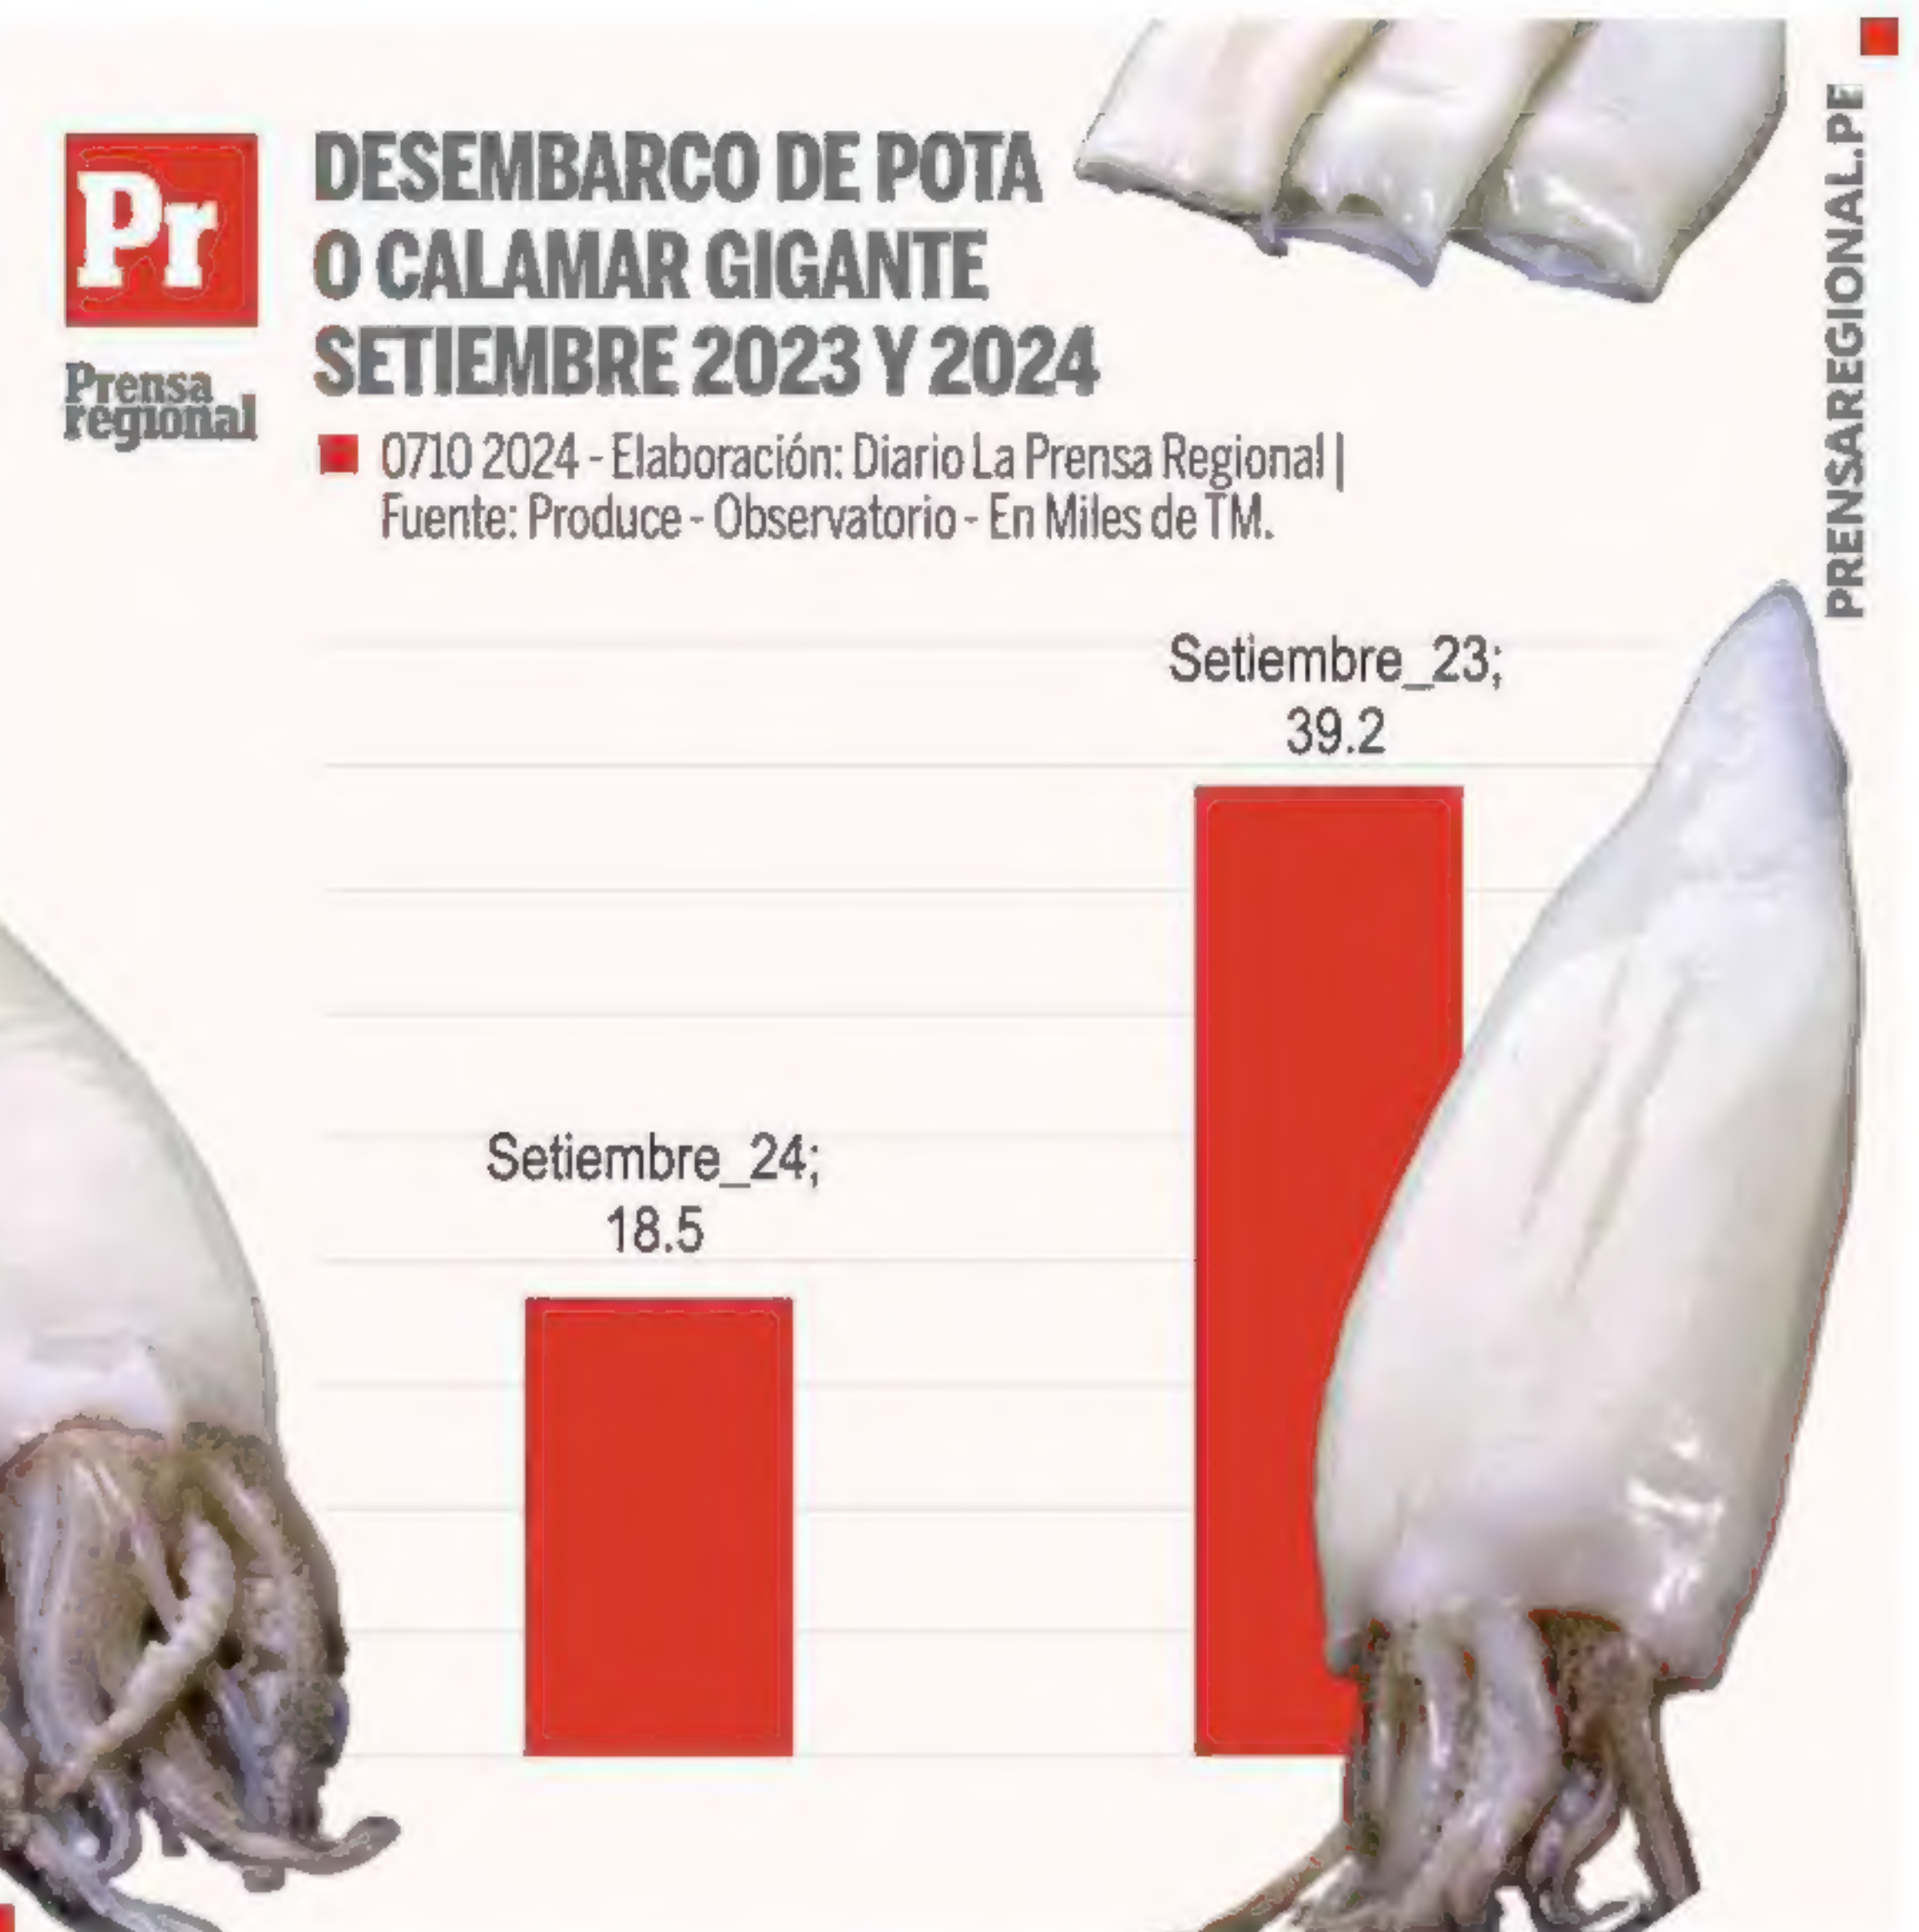 Pr
Prensa
regional
DESEMBARCO DE POTA
O CALAMAR GIGANTE
SETIEMBRE 2023 Y 2024
0710 2024 - Elaboración: Diario La Prensa Regional |
Fuente: Produce - Observatorio - En Miles de TM.
PRENSAREGIONAL.PE
Setiembre_23;
39.2
Setiembre_24;
18.5